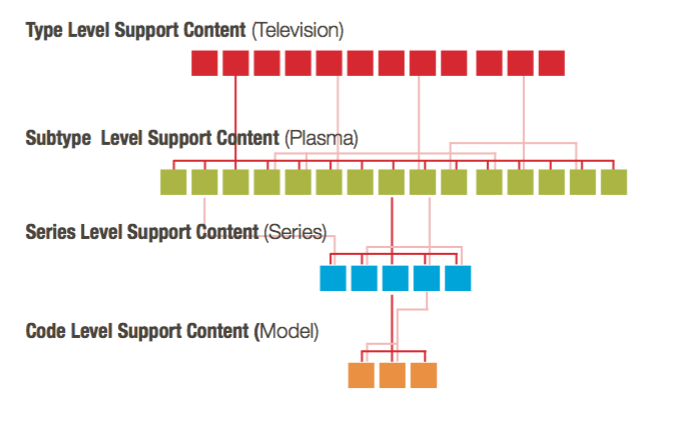 Type Level Support Content (Television)
Subtype Level Support Content (Plasma)
Series Level Support Content (Series)
Code Level Support Content (Model)